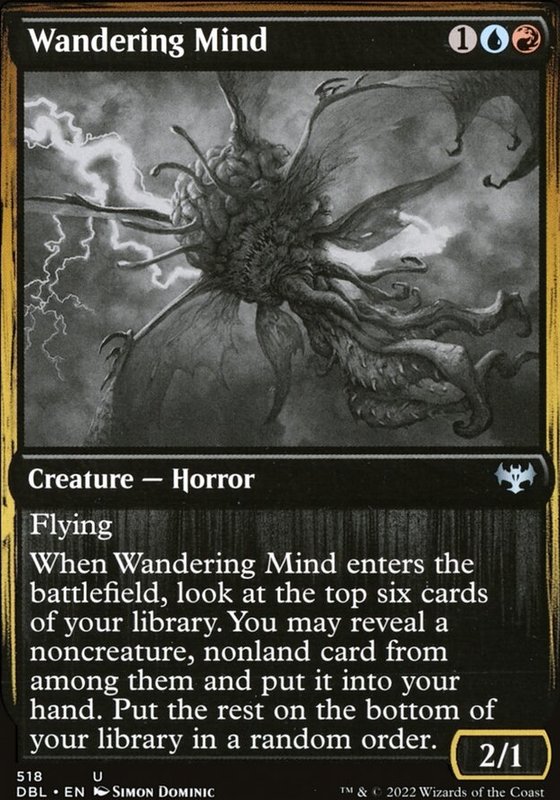 Wandering Mind 1
Creature — Horror
Flying
When Wandering Mind enters the
battlefield, look at the top six cards
of your library. You may reveal a
noncreature, nonland card from
among them and put it into your
hand. Put the rest on the bottom of
your library in a random order.
2/1
518 U
DBL • EN Simon Dominic
™ & © 2022 Wizards of the Coast